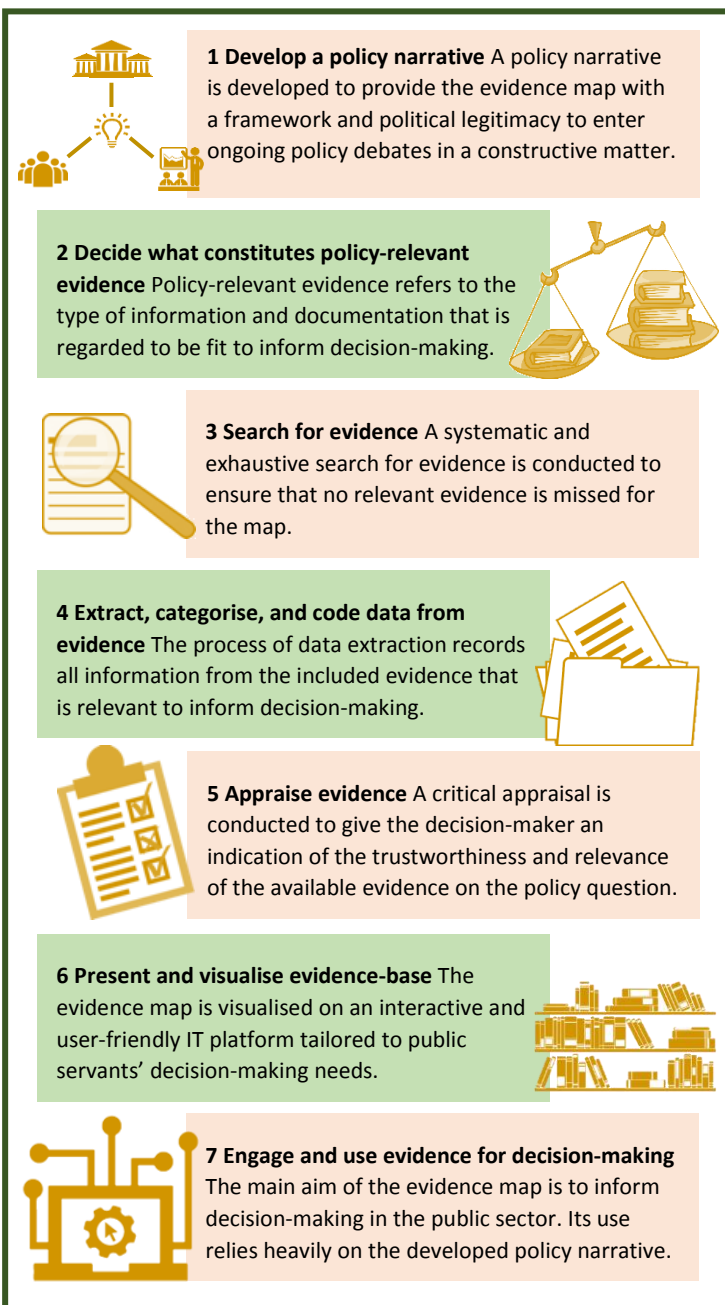 1 Develop a policy narrative A policy narrative
is developed to provide the evidence map with
a framework and political legitimacy to enter
ongoing policy debates in a constructive matter.
2 Decide what constitutes policy-relevant
evidence Policy-relevant evidence refers to the
type of information and documentation that is
regarded to be fit to inform decision-making.
3 Search for evidence A systematic and
exhaustive search for evidence is conducted to
ensure that no relevant evidence is missed for
the map.
4 Extract, categorise, and code data from
evidence The process of data extraction records
all information from the included evidence that
is relevant to inform decision-making.
5 Appraise evidence A critical appraisal is
conducted to give the decision-maker an
indication of the trustworthiness and relevance
of the available evidence on the policy question.
6 Present and visualise evidence-base The
evidence map is visualised on an interactive and
user-friendly IT platform tailored to public
servants’ decision-making needs.
7 Engage and use evidence for decision-making
The main aim of the evidence map is to inform
decision-making in the public sector. Its use
relies heavily on the developed policy narrative.